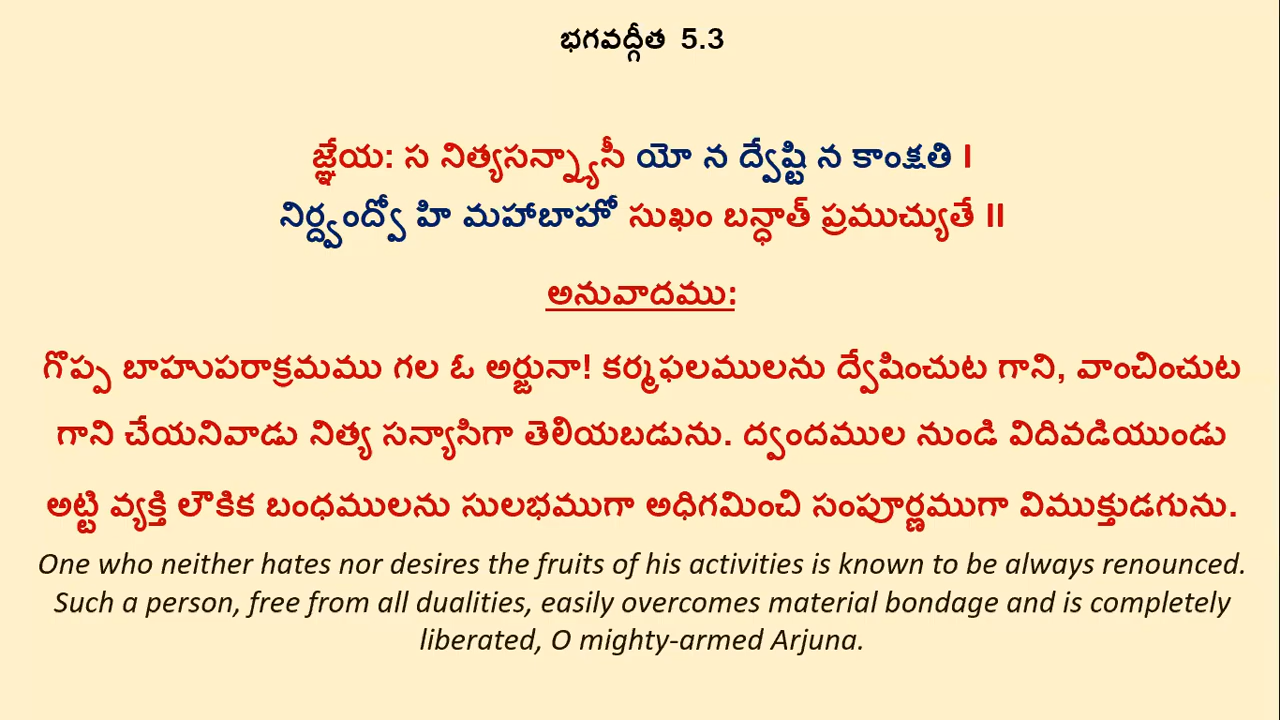 భగవద్గీత 5.3
జ్ఞేయ: స నిత్యసన్న్యాసీ యో న ద్వేష్టి న కాంక్షతి I
నిర్ద్వంద్వో హి మహాబాహో సుఖం బన్ధాత్ ప్రముచ్యుతే II
అనువాదము:
గొప్ప బాహుపరాక్రమము గల ఓ అర్జునా! కర్మఫలములను ద్వేషించుట గాని, వాంచించుట
గాని చేయనివాడు నిత్య సన్యాసిగా తెలియబడును. ద్వందముల నుండి విదివడియుండు
అట్టి వ్యక్తి లౌకిక బంధములను సులభముగా అధిగమించి సంపూర్ణముగా విముక్తుడగును.
One who neither hates nor desires the fruits of his activities is known to be always renounced.
Such a person, free from all dualities, easily overcomes material bondage and is completely
liberated, O mighty-armed Arjuna.